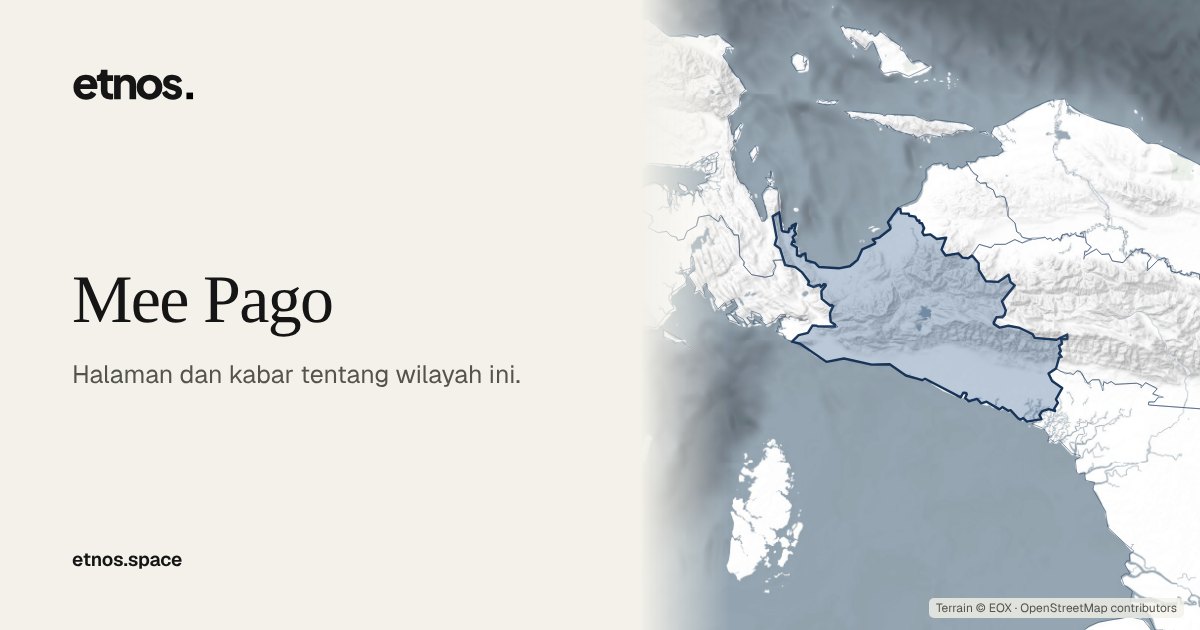 etnos.
Mee Pago
Halaman dan kabar tentang wilayah ini.
etnos.space
Terrain © EOX · OpenStreetMap contributors